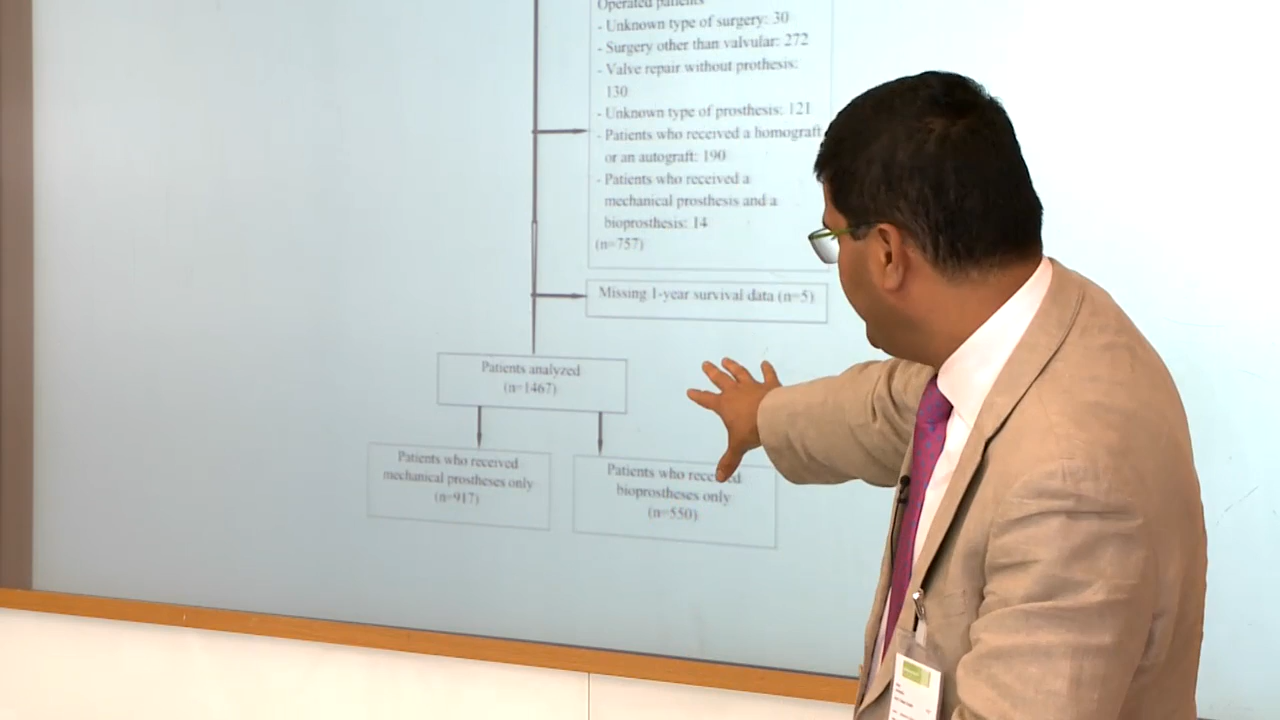 Operated patients
- Unknown type of surgery: 30
- Surgery other than valvular: 272
- Valve repair without prothesis:
130
- Unknown type of prosthesis: 121
- Patients who received a homograft
or an autograft: 190
- Patients who received a
mechanical prosthesis and a
bioprosthesis: 14
(n=757)
Missing 1-year survival data (n=5)
Patients analyzed
(n=1467)
Patients who received
mechanical prostheses only
(n=917)
Patients who received
bioprostheses only
(n=550)